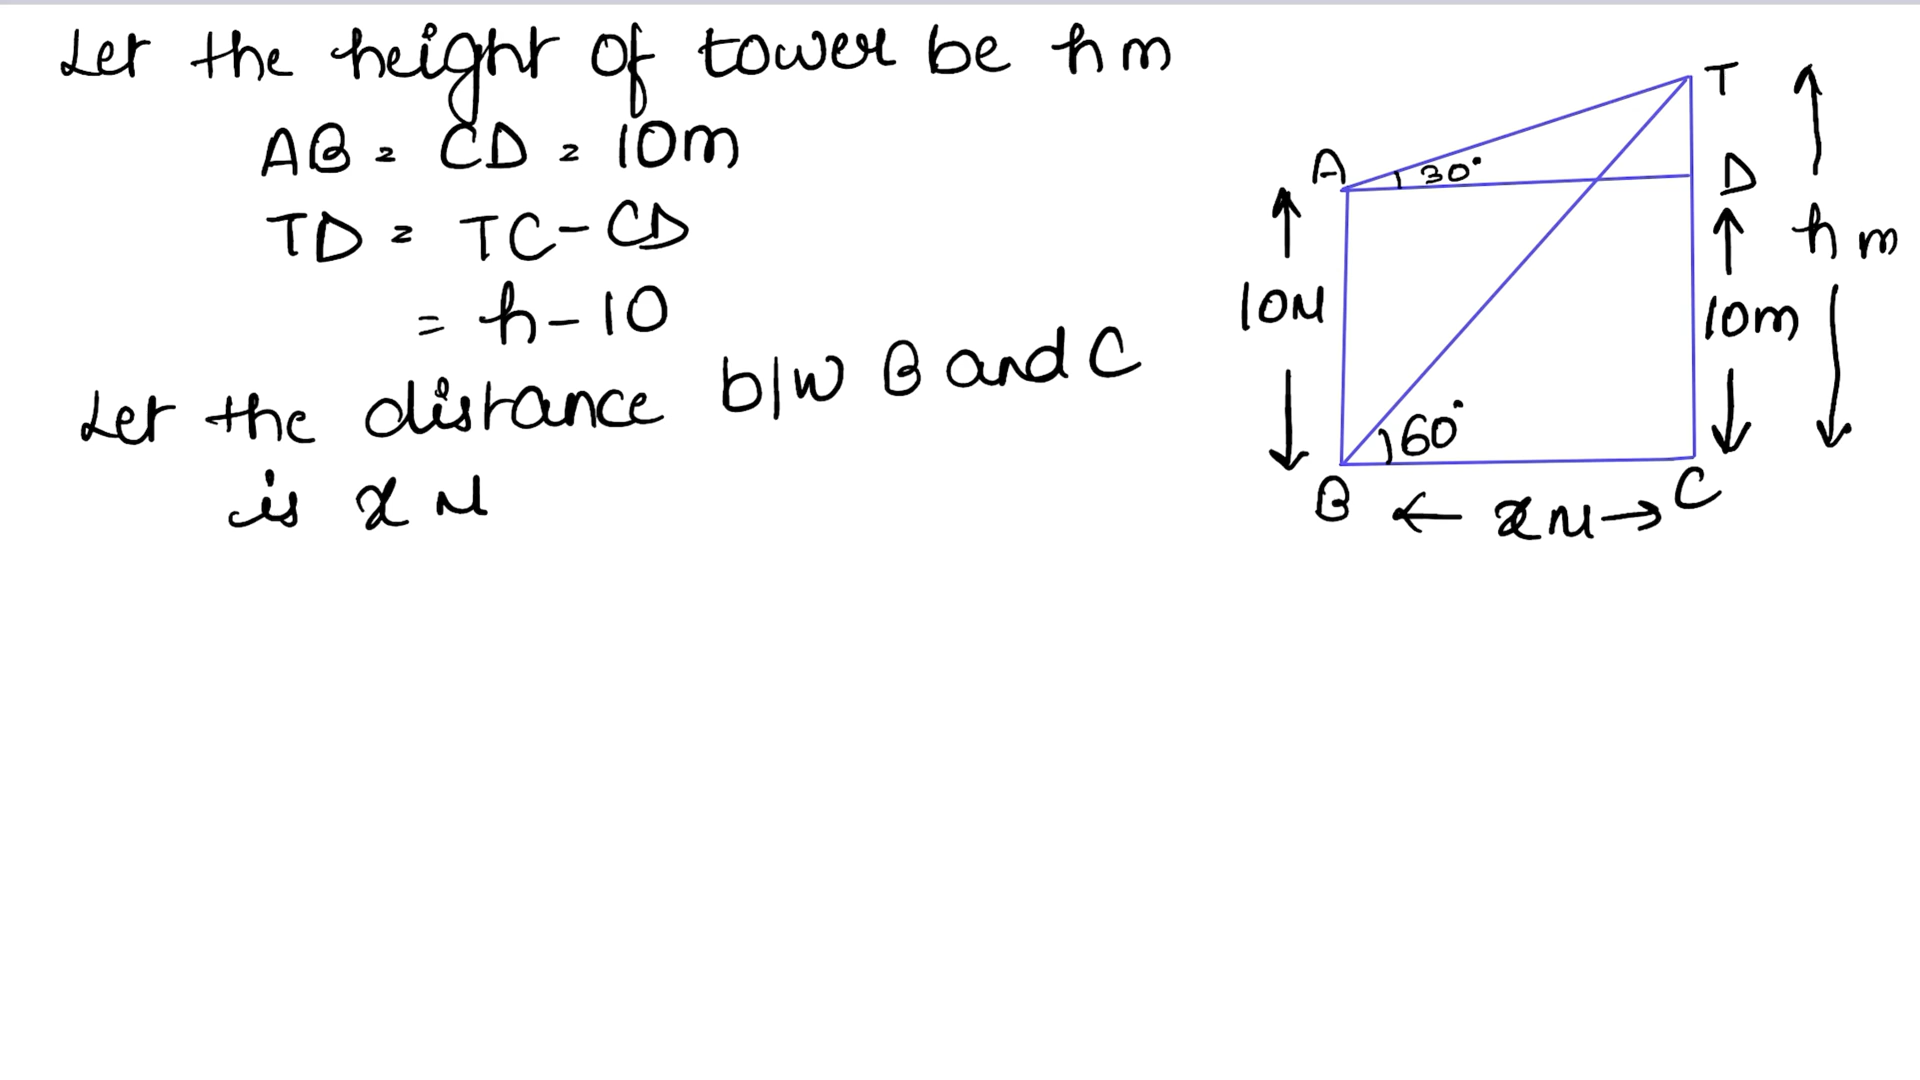 Let the height of tower be h m
AB = CD = 10m
TD = TC - CD
= h - 10
Let the distance b/w B and C
is x m
T
A
30°
D
h m
10M
10m
60°
B
x m
C